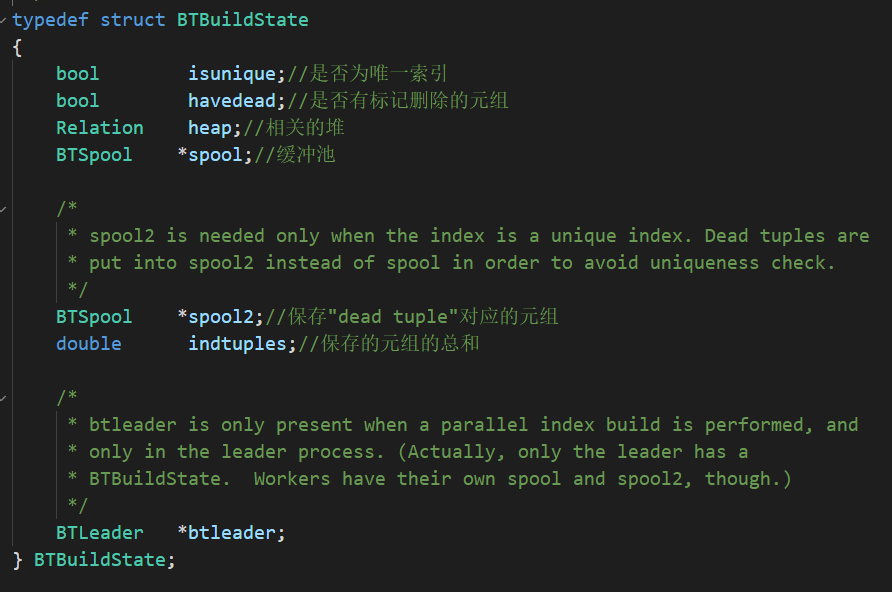 typedef struct BTBuildState
{
bool isunique;//是否为唯一索引
bool havedead;//是否有标记删除的元组
Relation heap;//相关的堆
BTSpool *spool;//缓冲池
/*
* spool2 is needed only when the index is a unique index. Dead tuples are
* put into spool2 instead of spool in order to avoid uniqueness check.
*/
BTSpool *spool2;//保存"dead tuple"对应的元组
double indtuples;//保存的元组的总和
/*
* btleader is only present when a parallel index build is performed, and
* only in the leader process. (Actually, only the leader has a
* BTBuildState.  Workers have their own spool and spool2, though.)
*/
BTLeader *btleader;
} BTBuildState;